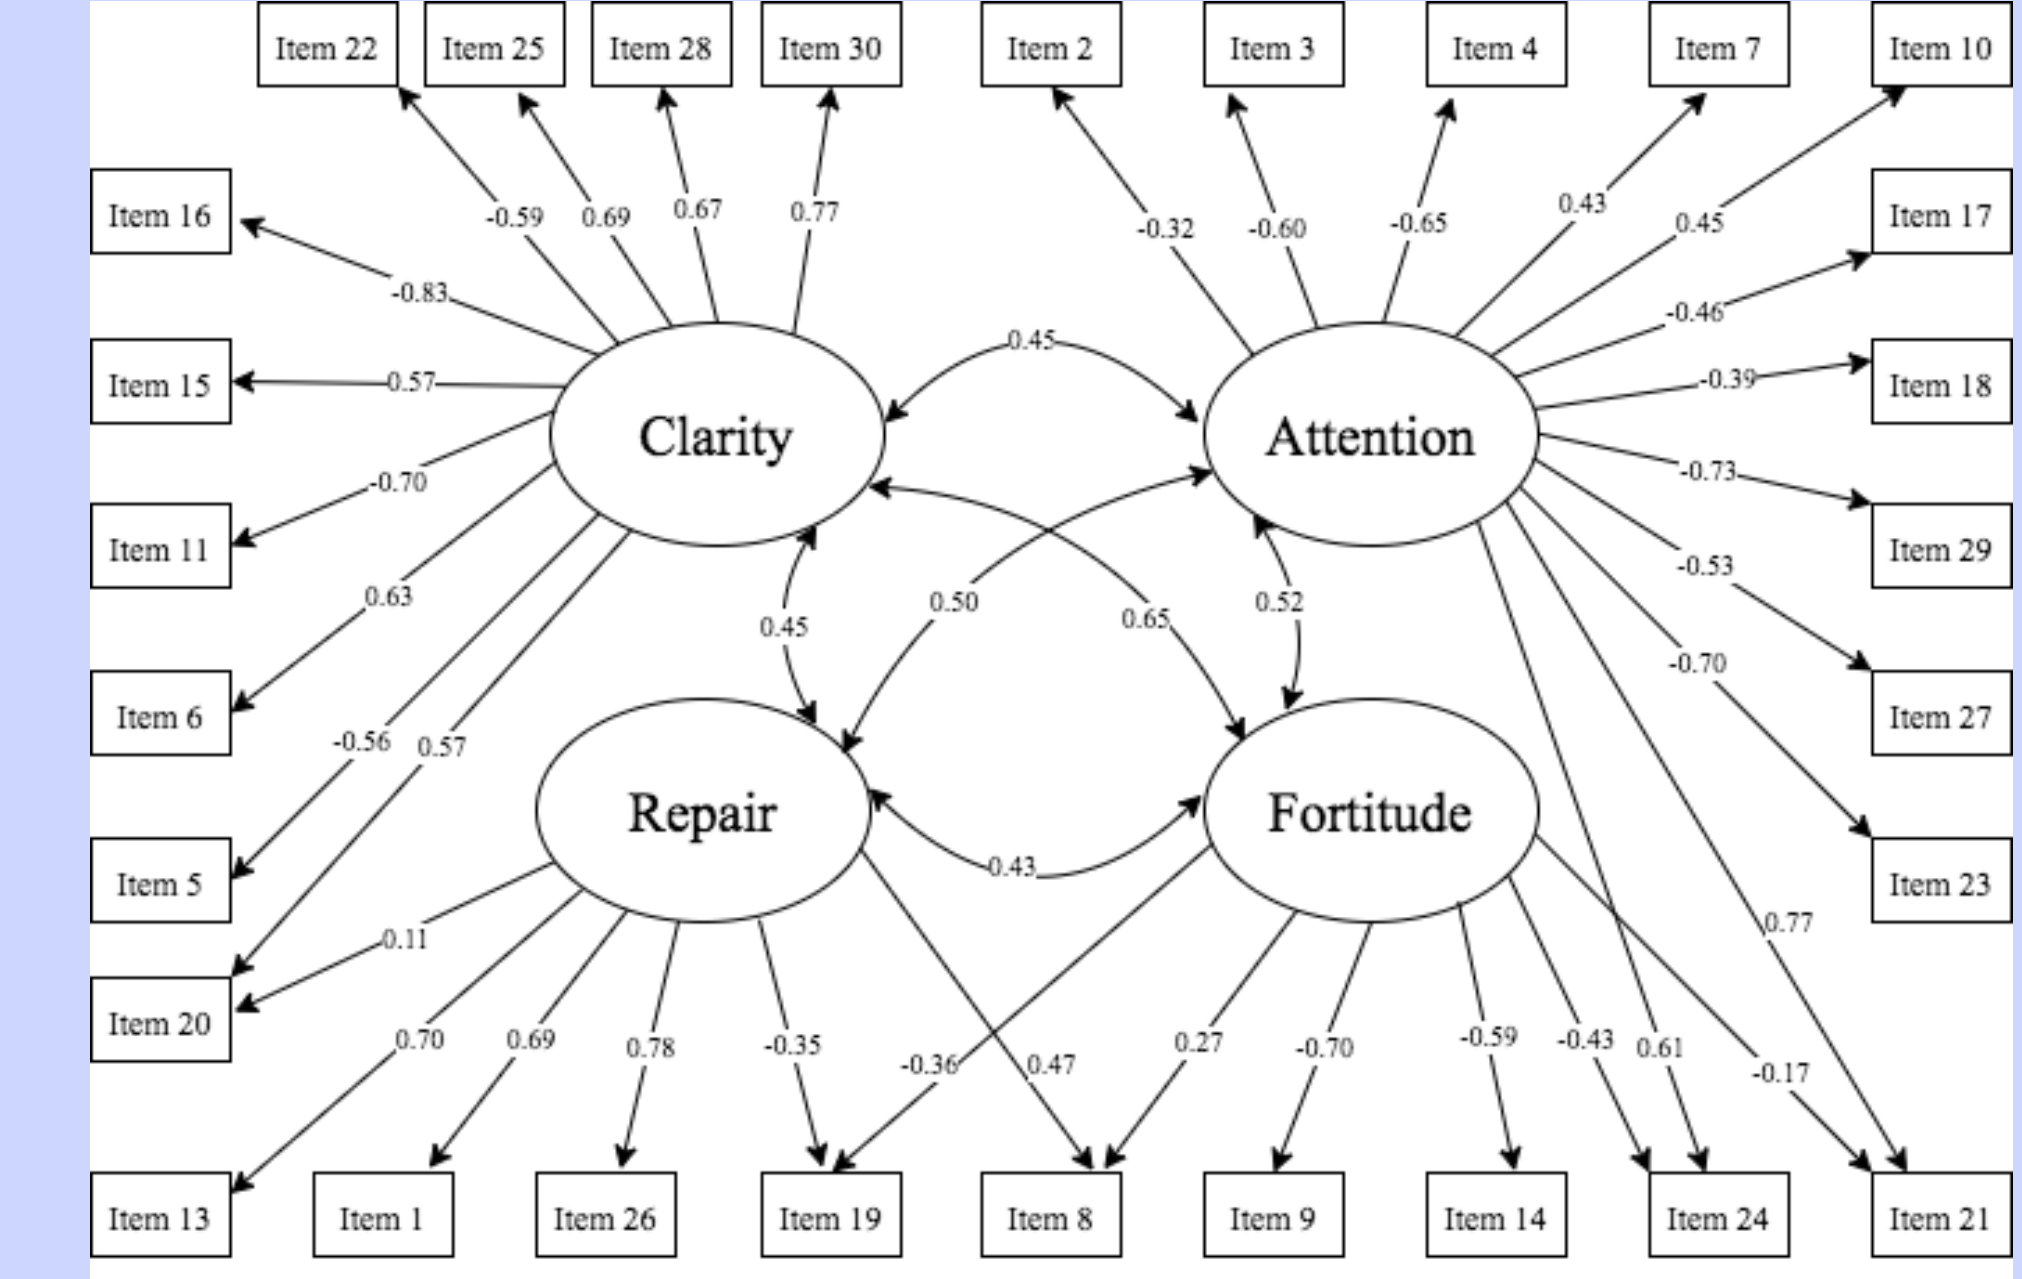 Item 22
Item 25
Item 28
Item 30
Item 2
Item 3
Item 4
Item 7
Item 10
Item 16
Item 17
-0.59
0.69
0.67
0.77
-0.32
-0.60
-0.65
0.43
0.45
-0.83
-0.46
Item 15
0.57
0.45
-0.39
Item 18
Clarity
Attention
-0.70
-0.73
Item 11
Item 29
0.63
0.45
0.50
0.65
0.52
-0.53
-0.70
Item 6
Item 27
-0.56
0.57
Repair
Fortitude
0.43
Item 5
Item 23
0.11
0.77
Item 20
0.70
0.69
0.78
-0.35
-0.36
0.47
0.27
-0.70
-0.59
-0.43
0.61
-0.17
Item 13
Item 1
Item 26
Item 19
Item 8
Item 9
Item 14
Item 24
Item 21